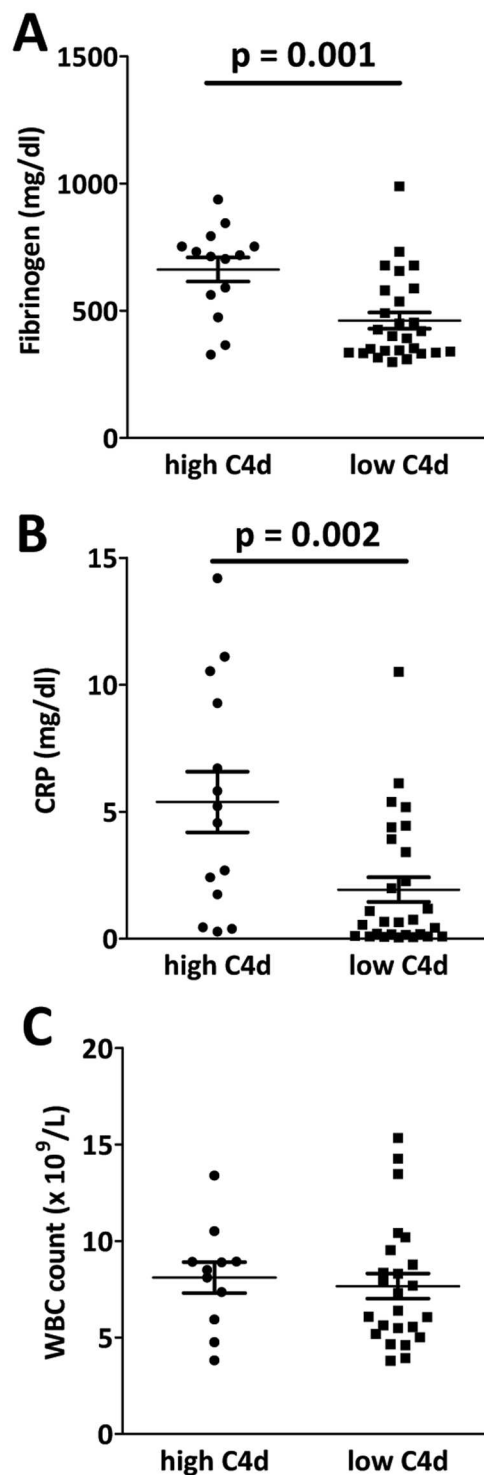 A
p = 0.001
1500
1000
500
0
Fibrinogen (mg/dl)
high C4d low C4d
B
p = 0.002
15
10
5
0
CRP (mg/dl)
high C4d low C4d
C
20
15
10
5
0
WBC count (x 10⁹/L)
high C4d low C4d